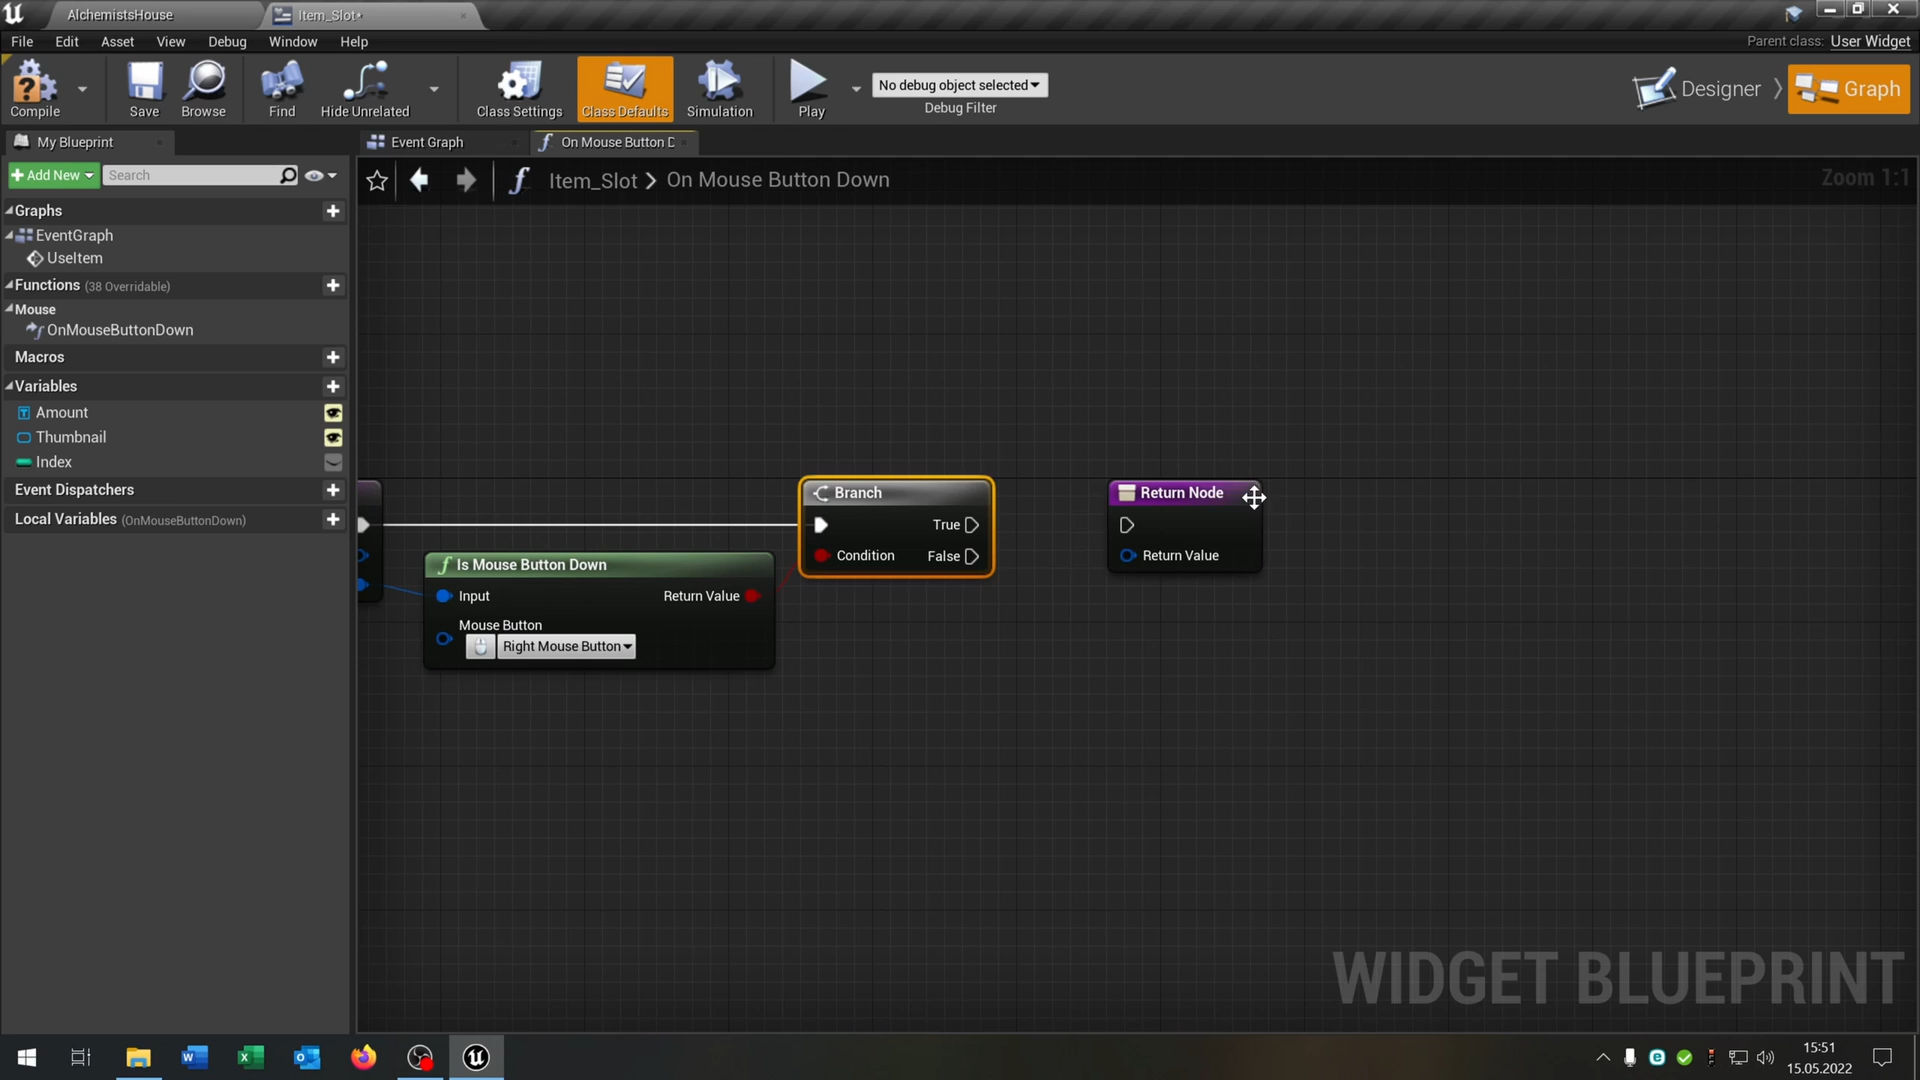 AlchemistsHouse
Item_Slot*
File Edit Asset View Debug Window Help
Parent class: User Widget
Compile
Save
Browse
Find
Hide Unrelated
Class Settings
Class Defaults
Simulation
Play
No debug object selected
Debug Filter
Designer
Graph
My Blueprint
Event Graph
On Mouse Button D
Add New
Search
Item_Slot > On Mouse Button Down
Zoom 1:1
Graphs
EventGraph
UseItem
Functions (38 Overridable)
Mouse
OnMouseButtonDown
Macros
Variables
Amount
Thumbnail
Index
Event Dispatchers
Local Variables (OnMouseButtonDown)
Branch
True
Condition
False
Return Node
Return Value
Is Mouse Button Down
Input
Return Value
Mouse Button
Right Mouse Button
WIDGET BLUEPRINT
15:51
15.05.2022